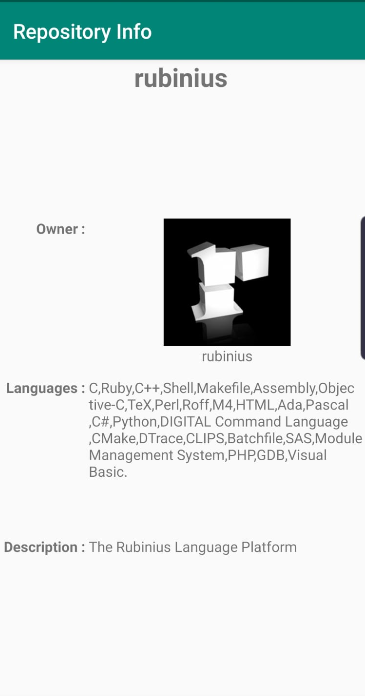 Repository Info
rubinius
Owner :
rubinius
Languages : C,Ruby,C++,Shell,Makefile,Assembly,Objec
tive-C,TeX,Perl,Roff,M4,HTML,Ada,Pascal
,C#,Python,DIGITAL Command Language
,CMake,DTrace,CLIPS,Batchfile,SAS,Module
Management System,PHP,GDB,Visual
Basic.
Description : The Rubinius Language Platform